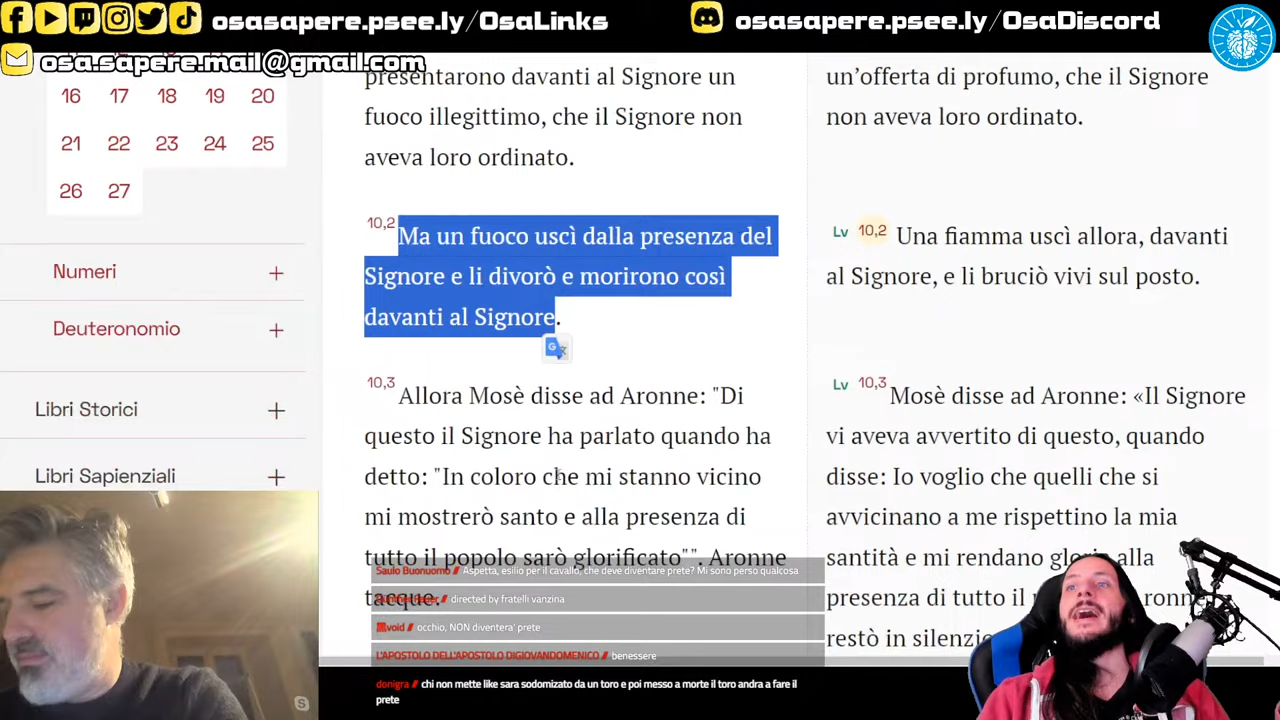 osasapere.psee.ly/OsaLinks
osasapere.psee.ly/OsaDiscord
osa.sapere.mail@gmail.com
16 17 18 19 20
21 22 23 24 25
26 27
Numeri +
Deuteronomio +
Libri Storici +
Libri Sapienziali +
presentarono davanti al Signore un
fuoco illegittimo, che il Signore non
aveva loro ordinato.
10,2 Ma un fuoco uscì dalla presenza del
Signore e li divorò e morirono così
davanti al Signore.
10,3 Allora Mosè disse ad Aronne: "Di
questo il Signore ha parlato quando ha
detto: "In coloro che mi stanno vicino
mi mostrerò santo e alla presenza di
tutto il popolo sarò glorificato"". Aronne
tacque.
un'offerta di profumo, che il Signore
non aveva loro ordinato.
Lv 10,2 Una fiamma uscì allora, davanti
al Signore, e li bruciò vivi sul posto.
Lv 10,3 Mosè disse ad Aronne: «Il Signore
vi aveva avvertito di questo, quando
disse: Io voglio che quelli che si
avvicinano a me rispettino la mia
santità e mi rendano gloria alla
presenza di tutto il
restò in silenzio
Saulo Buonuomo // Aspetta, esilio per il cavallo, che deve diventare prete? Mi sono perso qualcosa
// directed by fratelli vanzina
void // occhio, NON diventera' prete
L'APOSTOLO DELL'APOSTOLO DIGIOVANDOMENICO // benessere
donigra // chi non mette like sara sodomizato da un toro e poi messo a morte il toro andra a fare il
prete